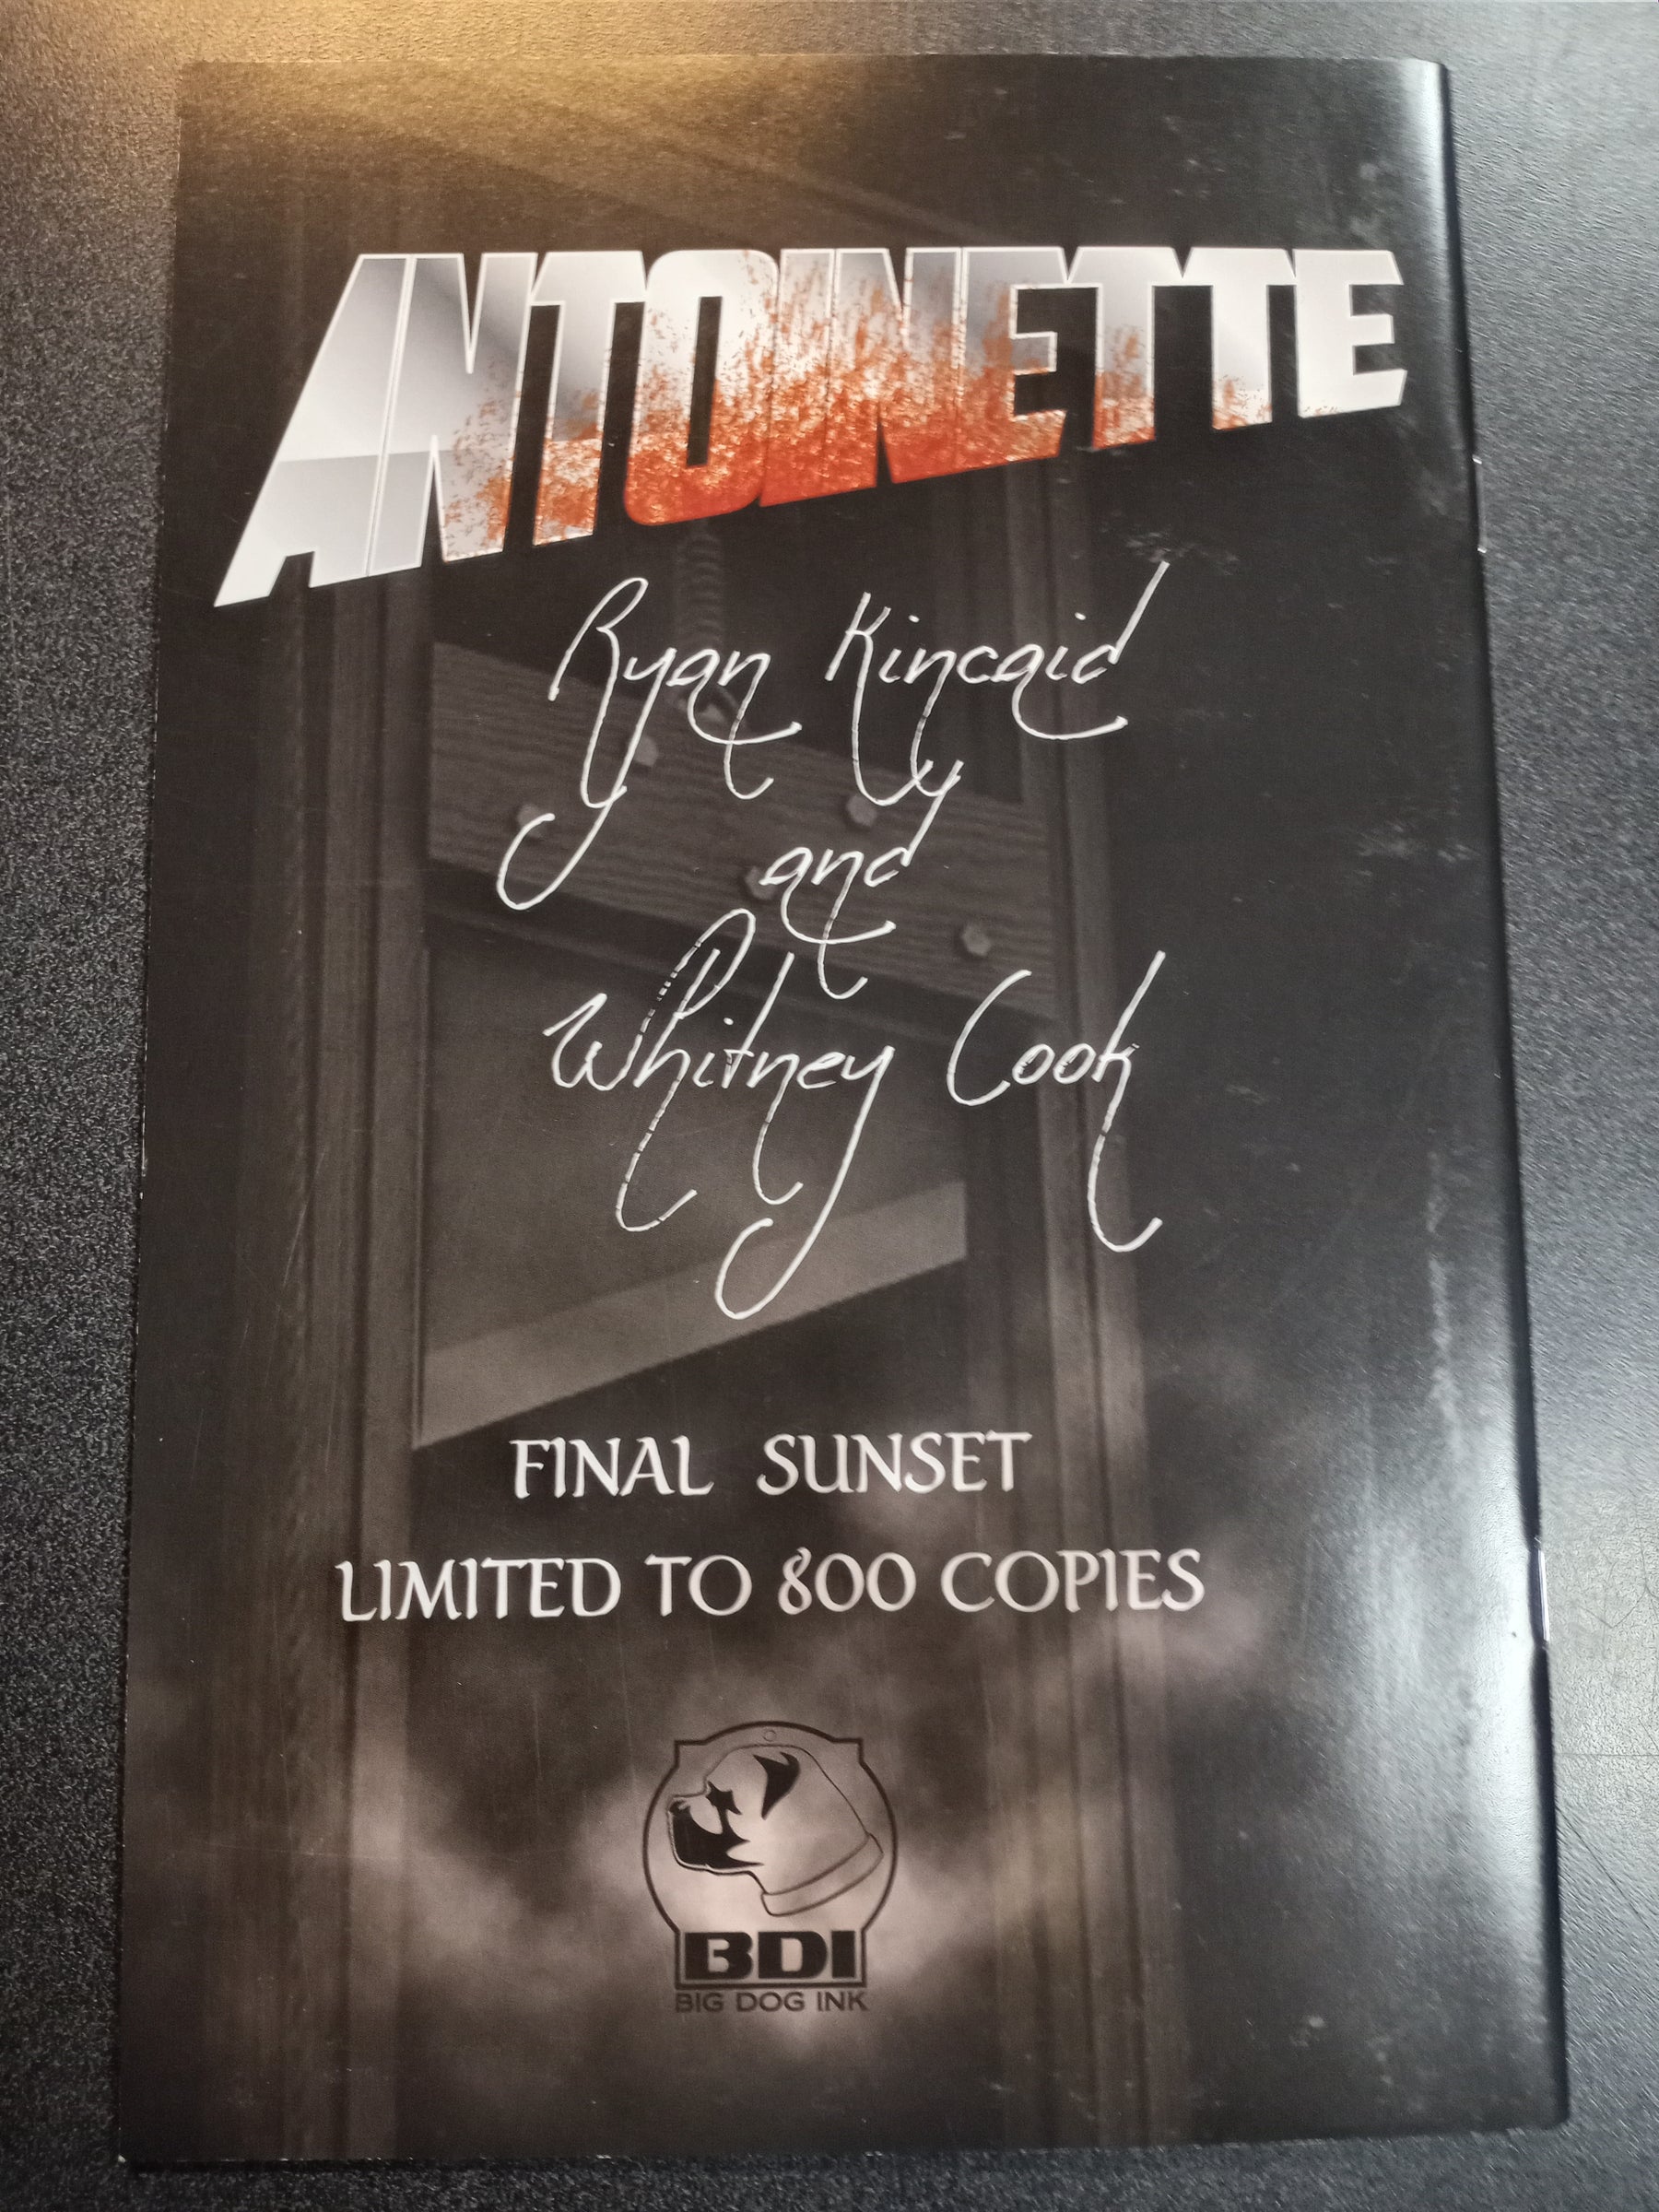 ANTOINETTE
Ryan Kincaid
and
Whitney Cook
FINAL SUNSET
LIMITED TO 800 COPIES
BDI
BIG DOG INK